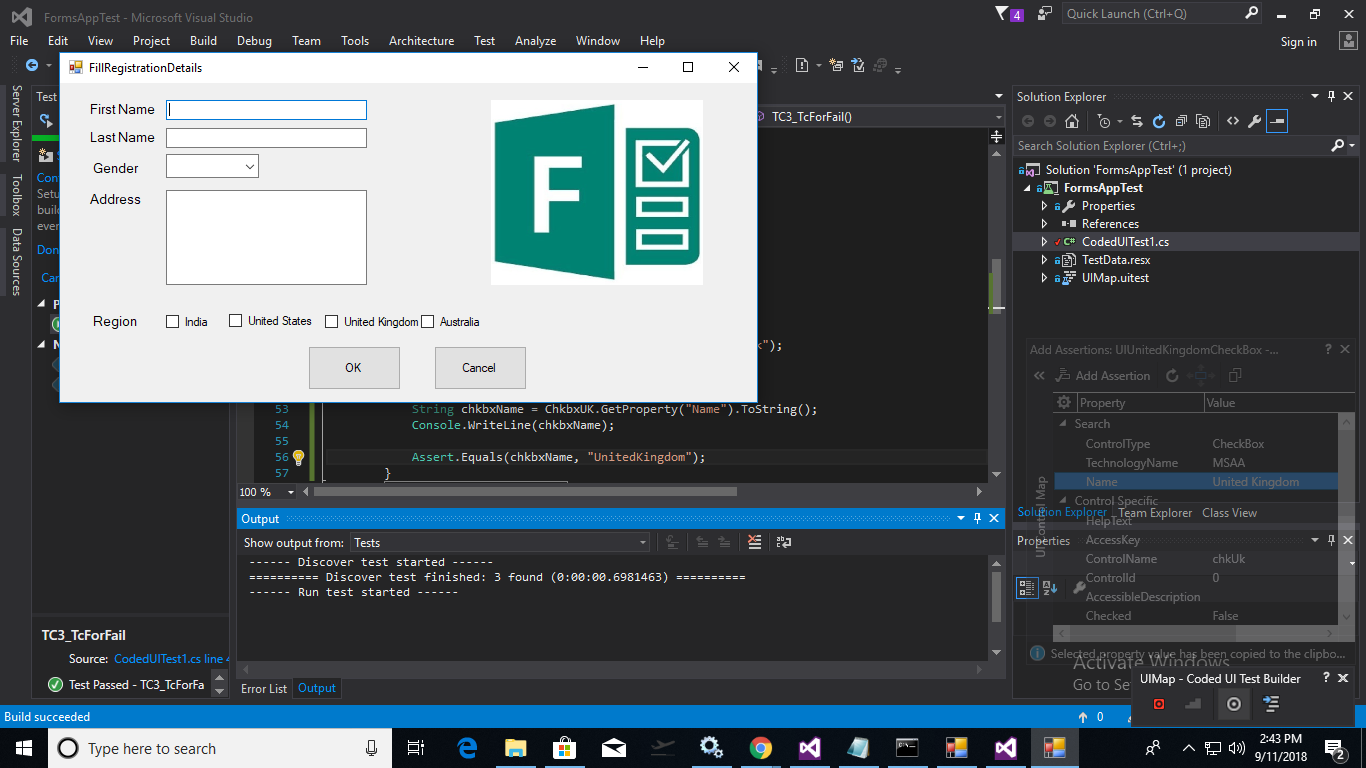 FormsAppTest - Microsoft Visual Studio
4
Quick Launch (Ctrl+Q)
File Edit View Project Build Debug Team Tools Architecture Test Analyze Window Help
Sign in
FillRegistrationDetails
First Name
Last Name
Gender
Address
F
Region India United States United Kingdom Australia
OK Cancel
Server Explorer
Toolbox
Data Sources
Test
TC3_TcForFail()
");
53 String chkbxName = ChkbxUK.GetProperty("Name").ToString();
54 Console.WriteLine(chkbxName);
55
56 Assert.Equals(chkbxName, "UnitedKingdom");
57 }
100 %
Output
Show output from: Tests
------ Discover test started ------
========== Discover test finished: 3 found (0:00:00.6981463) ==========
------ Run test started ------
Error List Output
TC3_TcForFail
Source: CodedUITest1.cs line 4
Test Passed - TC3_TcForFa
Solution Explorer
Search Solution Explorer (Ctrl+;)
Solution 'FormsAppTest' (1 project)
FormsAppTest
Properties
References
CodedUITest1.cs
TestData.resx
UIMap.uitest
Add Assertions: UIUnitedKingdomCheckBox -...
Add Assertion
Property Value
Search
ControlType CheckBox
TechnologyName MSAA
Name United Kingdom
Control Specific
Solution Explorer Team Explorer Class View
HelpText
AccessKey
Properties
ControlName chkUk
ControlId 0
AccessibleDescription
Checked False
UI Control Map
Selected property value has been copied to the clipbo...
Activate Windows
Go to Se
UIMap - Coded UI Test Builder
Build succeeded
0
Type here to search
2:43 PM
9/11/2018
2